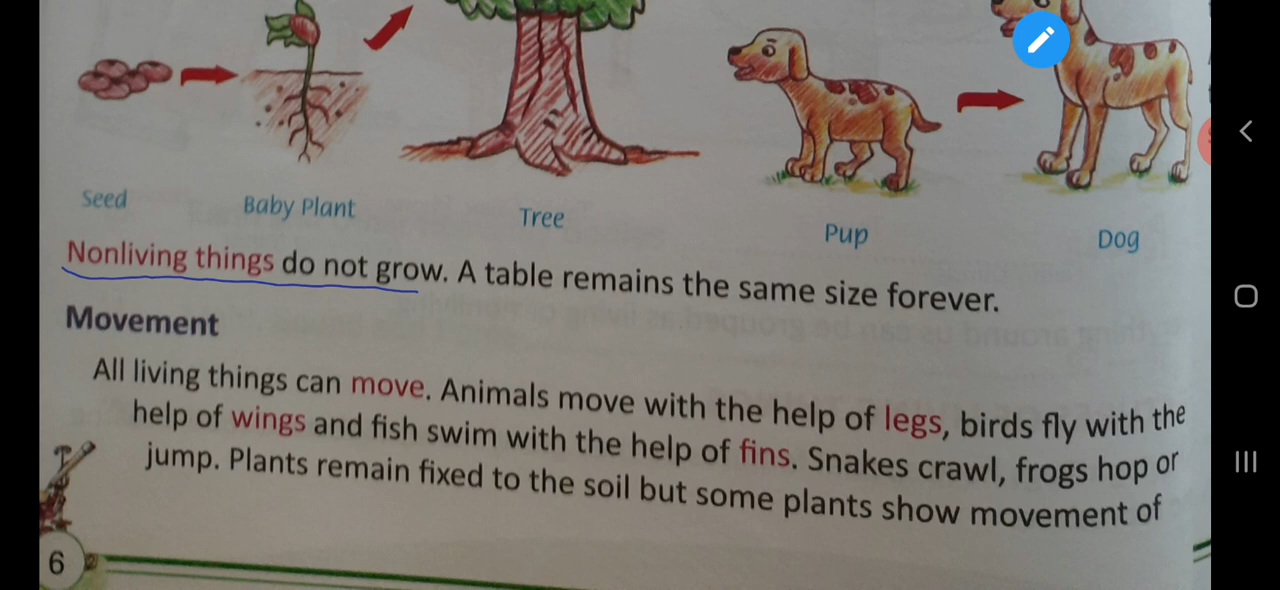 Seed
Baby Plant
Tree
Pup
Dog
Nonliving things do not grow. A table remains the same size forever.
Movement
All living things can move. Animals move with the help of legs, birds fly with the
help of wings and fish swim with the help of fins. Snakes crawl, frogs hop or
jump. Plants remain fixed to the soil but some plants show movement of
6